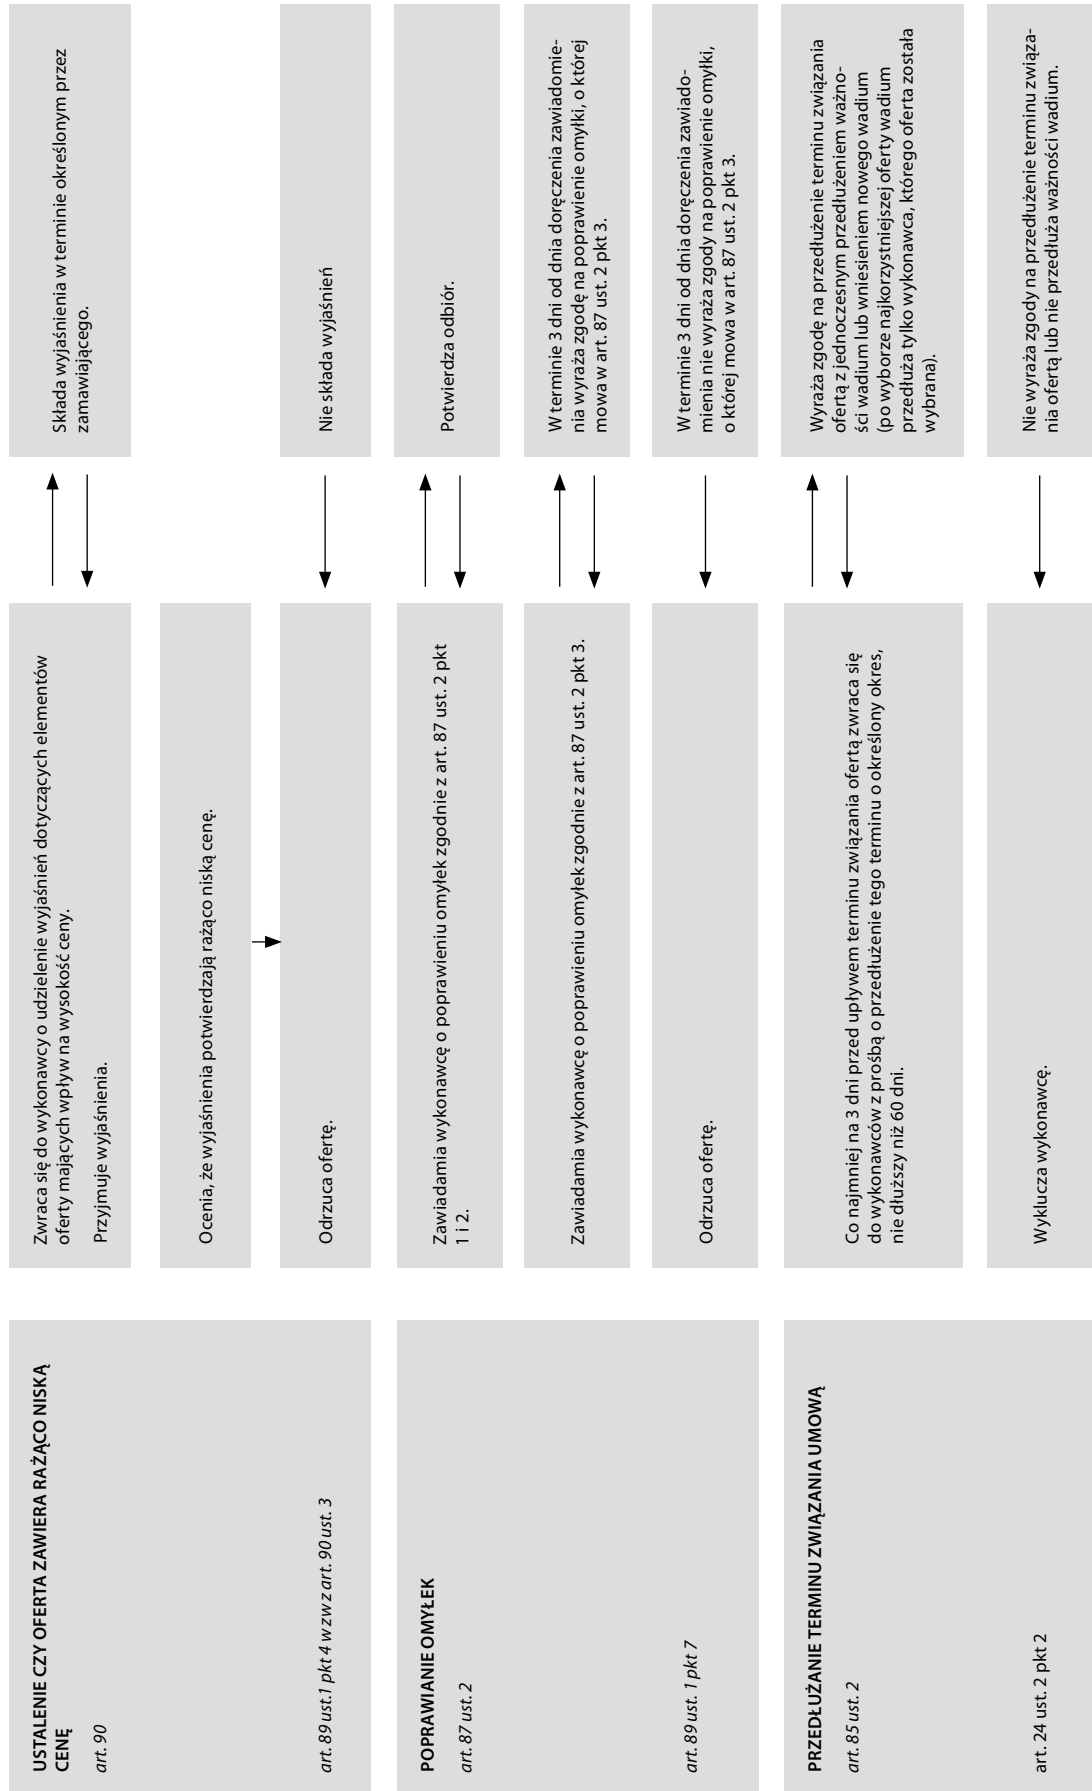 USTALENIE CZY OFERTA ZAWIERA RAŻĄCO NISKĄ
CENĘ
art. 90
Zwraca się do wykonawcy o udzielenie wyjaśnień dotyczących elementów
oferty mających wpływ na wysokość ceny.
Przyjmuje wyjaśnienia.
Składa wyjaśnienia w terminie określonym przez
zamawiającego.
Ocenia, że wyjaśnienia potwierdzają rażąco niską cenę.
art. 89 ust.1 pkt 4 w zw z art. 90 ust. 3
Odrzuca ofertę.
Nie składa wyjaśnień
POPRAWIANIE OMYŁEK
art. 87 ust. 2
Zawiadamia wykonawcę o poprawieniu omyłek zgodnie z art. 87 ust. 2 pkt
1 i 2.
Potwierdza odbiór.
Zawiadamia wykonawcę o poprawieniu omyłek zgodnie z art. 87 ust. 2 pkt 3.
W terminie 3 dni od dnia doręczenia zawiadomie-
nia wyraża zgodę na poprawienie omyłki, o której
mowa w art. 87 ust. 2 pkt 3.
art. 89 ust. 1 pkt 7
Odrzuca ofertę.
W terminie 3 dni od dnia doręczenia zawiado-
mienia nie wyraża zgody na poprawienie omyłki,
o której mowa w art. 87 ust. 2 pkt 3.
PRZEDŁUŻANIE TERMINU ZWIĄZANIA UMOWĄ
art. 85 ust. 2
Co najmniej na 3 dni przed upływem terminu związania ofertą zwraca się
do wykonawców z prośbą o przedłużenie tego terminu o określony okres,
nie dłuższy niż 60 dni.
Wyraża zgodę na przedłużenie terminu związania
ofertą z jednoczesnym przedłużeniem ważno-
ści wadium lub wniesieniem nowego wadium
(po wyborze najkorzystniejszej oferty wadium
przedłuża tylko wykonawca, którego oferta została
wybrana).
art. 24 ust. 2 pkt 2
Wyklucza wykonawcę.
Nie wyraża zgody na przedłużenie terminu związa-
nia ofertą lub nie przedłuża ważności wadium.